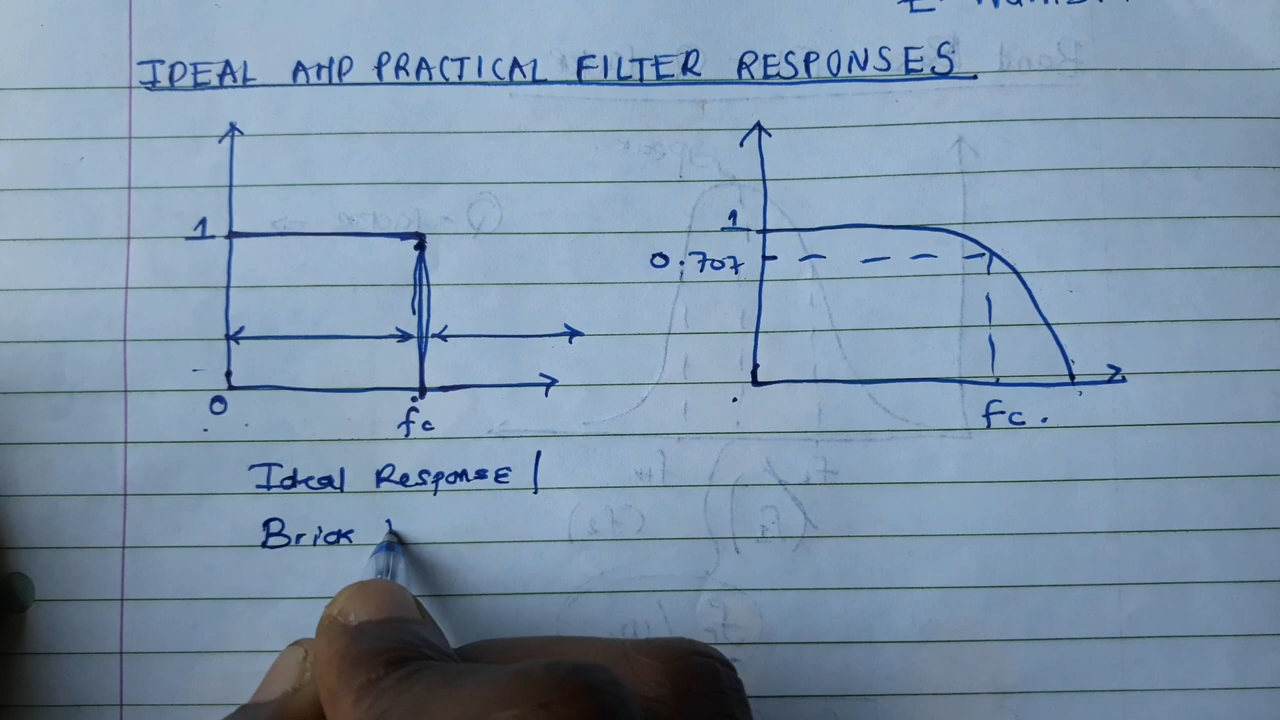 IDEAL AND PRACTICAL FILTER RESPONSES
1
0
fc
1
0.707
fc.
Ideal Response /
Brick